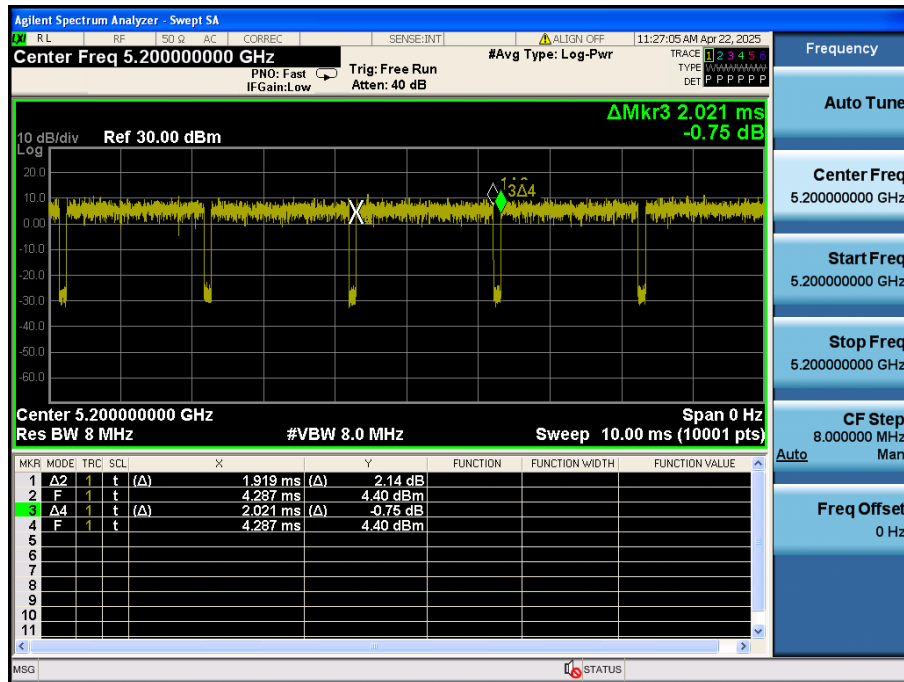 Agilent Spectrum Analyzer - Swept SA
LXI RL RF 50 Ω AC CORREC SENSE:INT ALIGN OFF 11:27:05 AM Apr 22, 2025
Center Freq 5.200000000 GHz
PNO: Fast
IFGain:Low
Trig: Free Run
Atten: 40 dB
#Avg Type: Log-Pwr
TRACE 1 2 3 4 5 6
TYPE WWWWWW
DET P P P P P P
ΔMkr3 2.021 ms
-0.75 dB
10 dB/div Ref 30.00 dBm
Log
20.0
10.0
0.00
-10.0
-20.0
-30.0
-40.0
-50.0
-60.0
3Δ4
Center 5.200000000 GHz Span 0 Hz
Res BW 8 MHz #VBW 8.0 MHz Sweep 10.00 ms (10001 pts)
MKR MODE TRC SCL X Y FUNCTION FUNCTION WIDTH FUNCTION VALUE
1 Δ2 1 t (Δ) 1.919 ms (Δ) 2.14 dB
2 F 1 t 4.287 ms 4.40 dBm
3 Δ4 1 t (Δ) 2.021 ms (Δ) -0.75 dB
4 F 1 t 4.287 ms 4.40 dBm
5
6
7
8
9
10
11
MSG STATUS
Frequency
Auto Tune
Center Freq
5.200000000 GHz
Start Freq
5.200000000 GHz
Stop Freq
5.200000000 GHz
CF Step
8.000000 MHz
Auto Man
Freq Offset
0 Hz